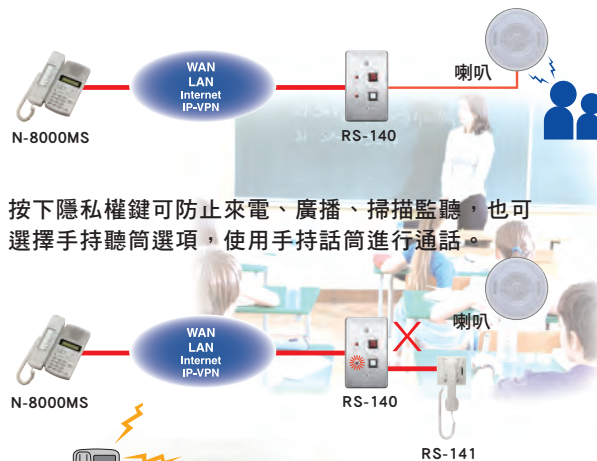 WAN
LAN
Internet
IP-VPN
喇叭
N-8000MS
RS-140
按下隱私權鍵可防止來電、廣播、掃描監聽，也可
選擇手持聽筒選項，使用手持話筒進行通話。
喇叭
WAN
LAN
Internet
IP-VPN
N-8000MS
RS-140
RS-141